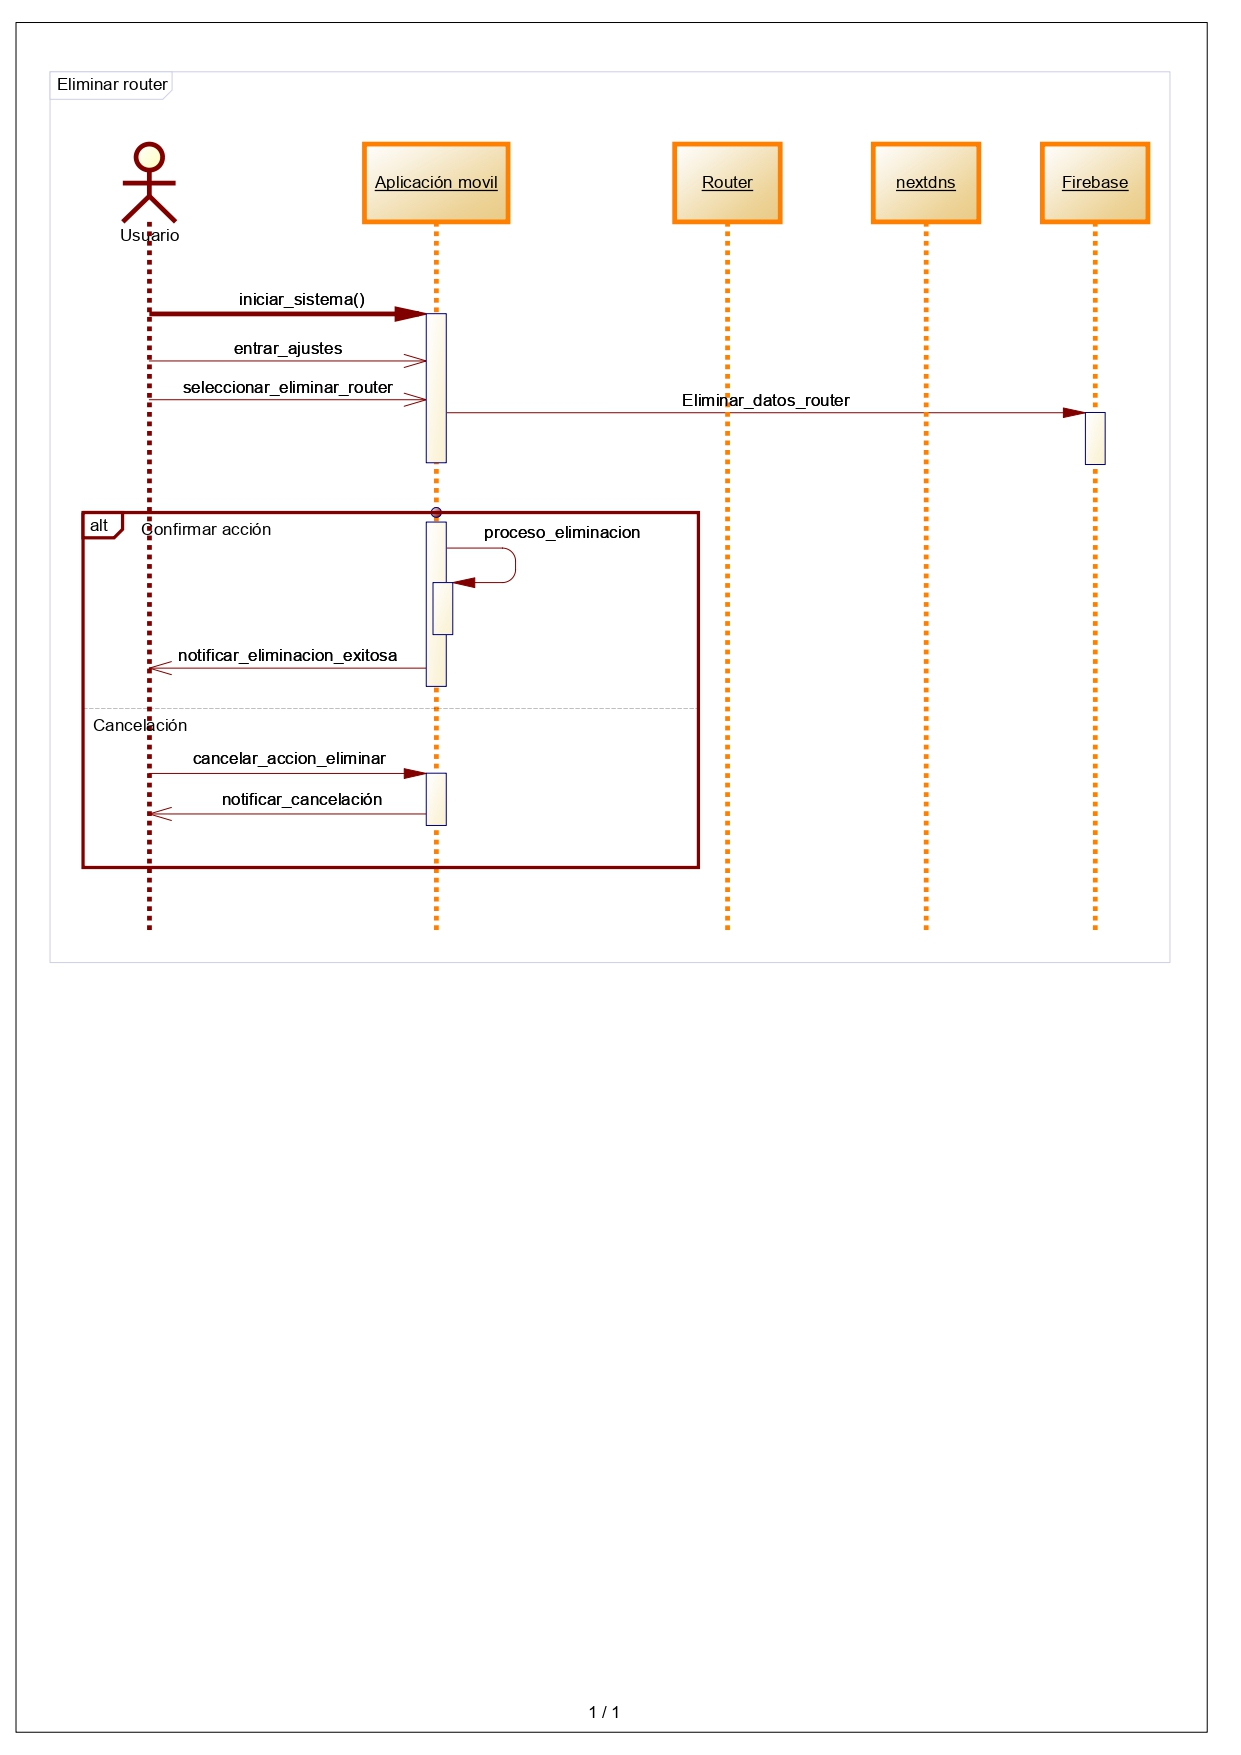 Eliminar router
Usuario
Aplicación movil
Router
nextdns
Firebase
iniciar_sistema()
entrar_ajustes
seleccionar_eliminar_router
Eliminar_datos_router
alt
Confirmar acción
proceso_eliminacion
notificar_eliminacion_exitosa
Cancelación
cancelar_accion_eliminar
notificar_cancelación
1 / 1